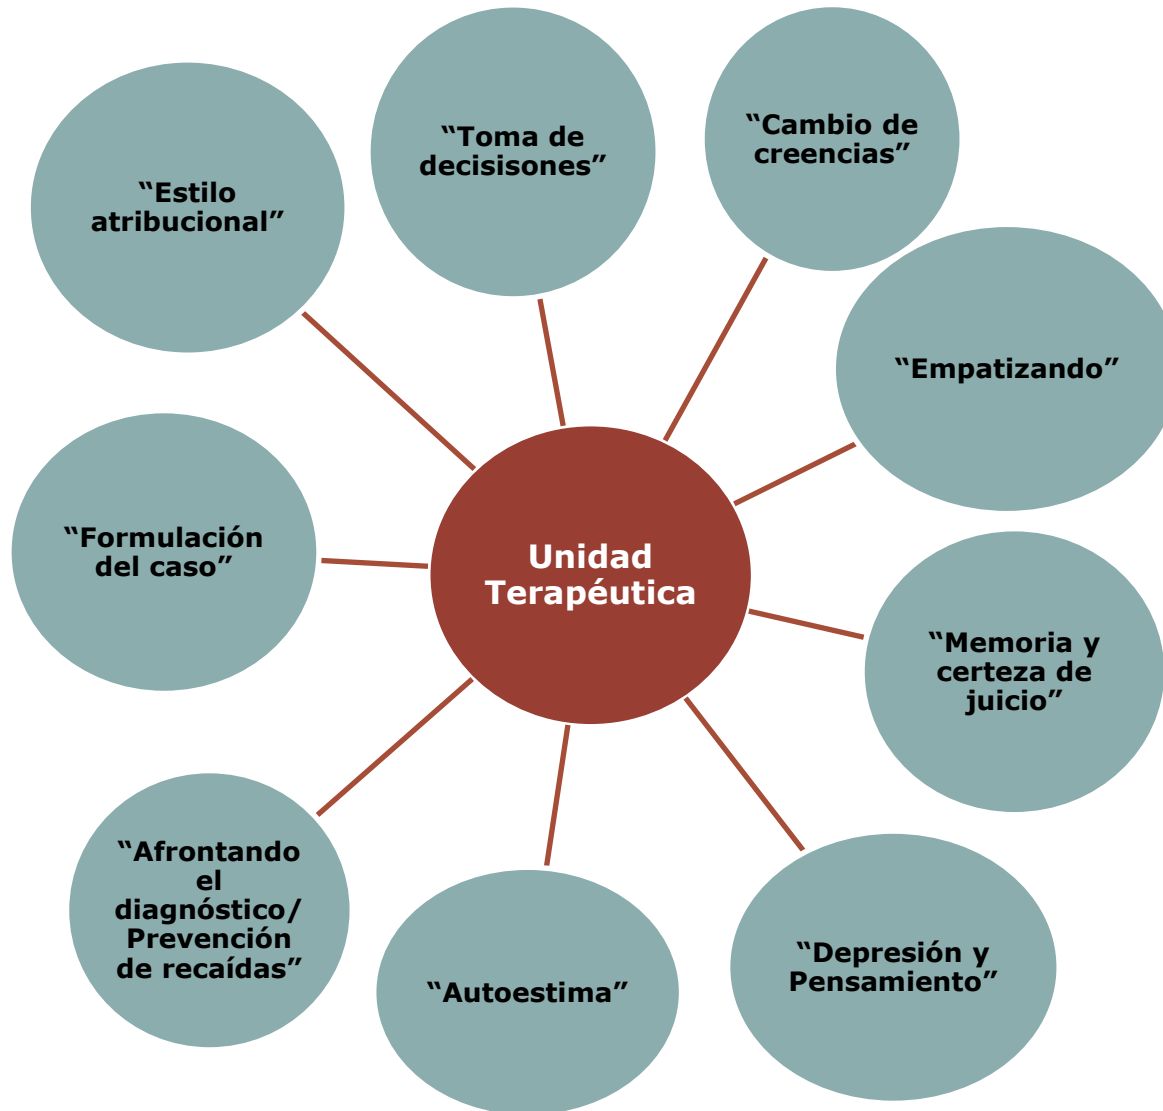 “Toma de
decisisones”
“Cambio de
creencias”
“Estilo
atribucional”
“Empatizando”
“Formulación
del caso”
Unidad
Terapéutica
“Memoria y
certeza de
juicio”
“Afrontando
el
diagnóstico/
Prevención
de recaídas”
“Autoestima”
“Depresión y
Pensamiento”